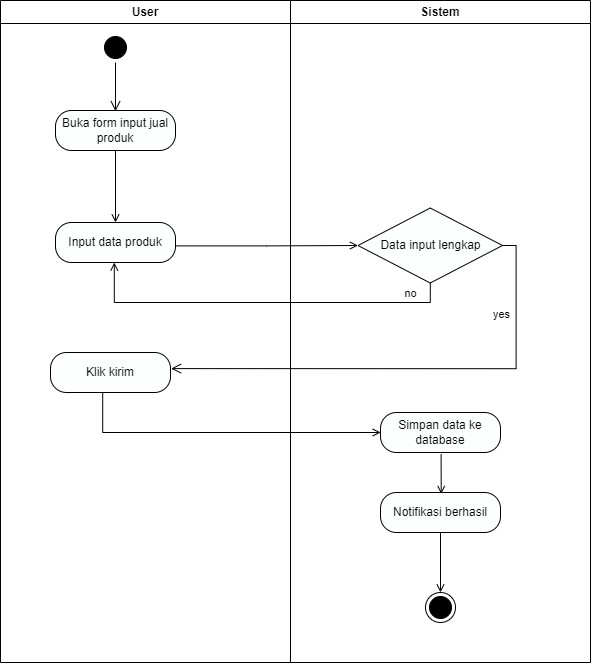 User
Sistem
Buka form input jual
produk
Input data produk
Data input lengkap
no
yes
Klik kirim
Simpan data ke
database
Notifikasi berhasil